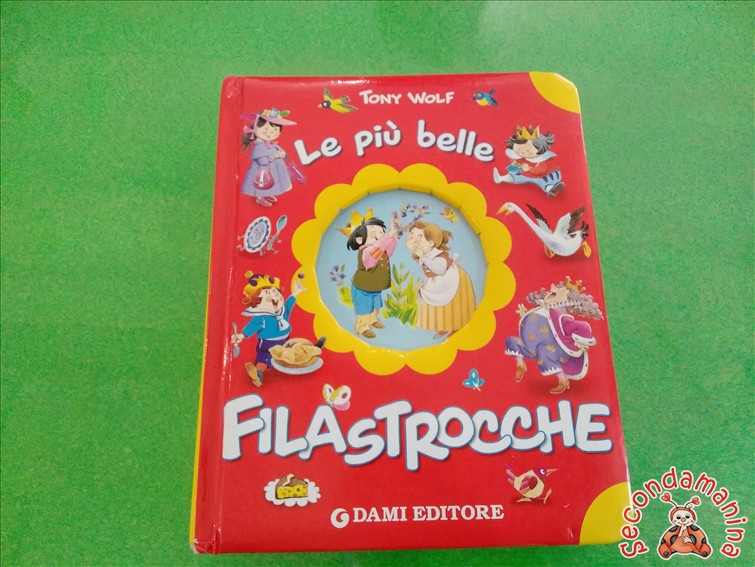 TONY WOLF
Le più belle
FILASTROCCHE
DAMI EDITORE
secondamanina